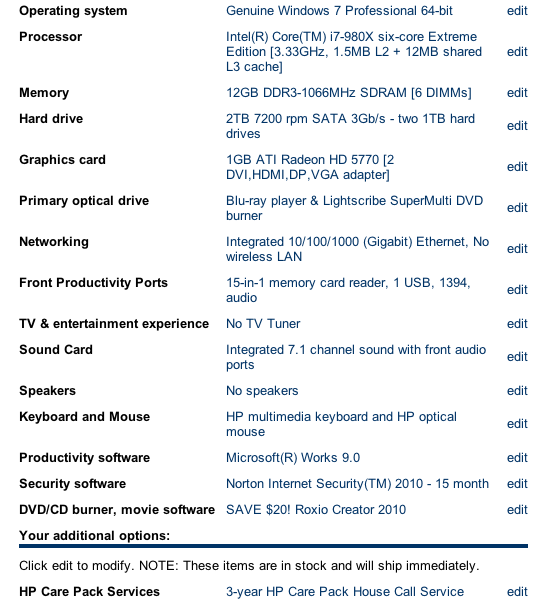 Operating system Genuine Windows 7 Professional 64-bit edit
Processor Intel(R) Core(TM) i7-980X six-core Extreme
Edition [3.33GHz, 1.5MB L2 + 12MB shared edit
L3 cache]
Memory 12GB DDR3-1066MHz SDRAM [6 DIMMs] edit
Hard drive 2TB 7200 rpm SATA 3Gb/s - two 1TB hard
drives edit
Graphics card 1GB ATI Radeon HD 5770 [2
DVI,HDMI,DP,VGA adapter] edit
Primary optical drive Blu-ray player & Lightscribe SuperMulti DVD
burner edit
Networking Integrated 10/100/1000 (Gigabit) Ethernet, No
wireless LAN edit
Front Productivity Ports 15-in-1 memory card reader, 1 USB, 1394,
audio edit
TV & entertainment experience No TV Tuner edit
Sound Card Integrated 7.1 channel sound with front audio
ports edit
Speakers No speakers edit
Keyboard and Mouse HP multimedia keyboard and HP optical
mouse edit
Productivity software Microsoft(R) Works 9.0 edit
Security software Norton Internet Security(TM) 2010 - 15 month edit
DVD/CD burner, movie software SAVE $20! Roxio Creator 2010 edit
Your additional options:
Click edit to modify. NOTE: These items are in stock and will ship immediately.
HP Care Pack Services 3-year HP Care Pack House Call Service edit